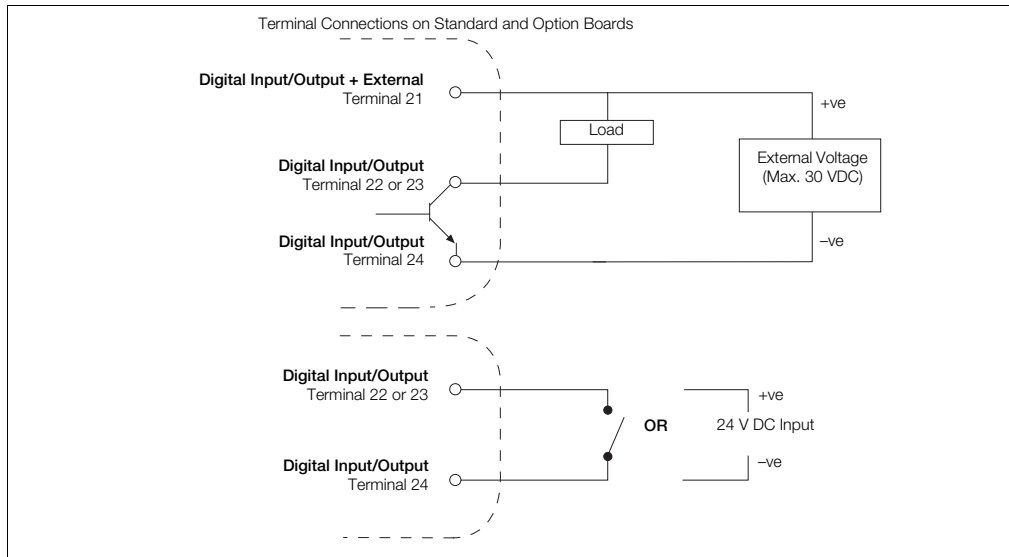 Terminal Connections on Standard and Option Boards
Digital Input/Output + External
Terminal 21
+ve
Load
External Voltage
(Max. 30 VDC)
Digital Input/Output
Terminal 22 or 23
–ve
Digital Input/Output
Terminal 24
Digital Input/Output
Terminal 22 or 23
+ve
OR
24 V DC Input
–ve
Digital Input/Output
Terminal 24